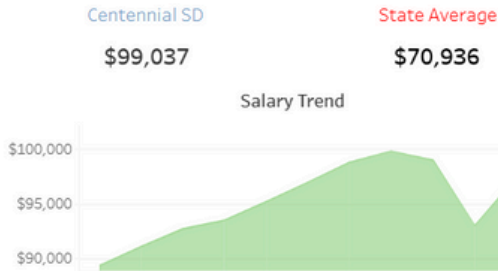 Centennial SD State Average
$99,037 $70,936
Salary Trend
$100,000
$95,000
$90,000